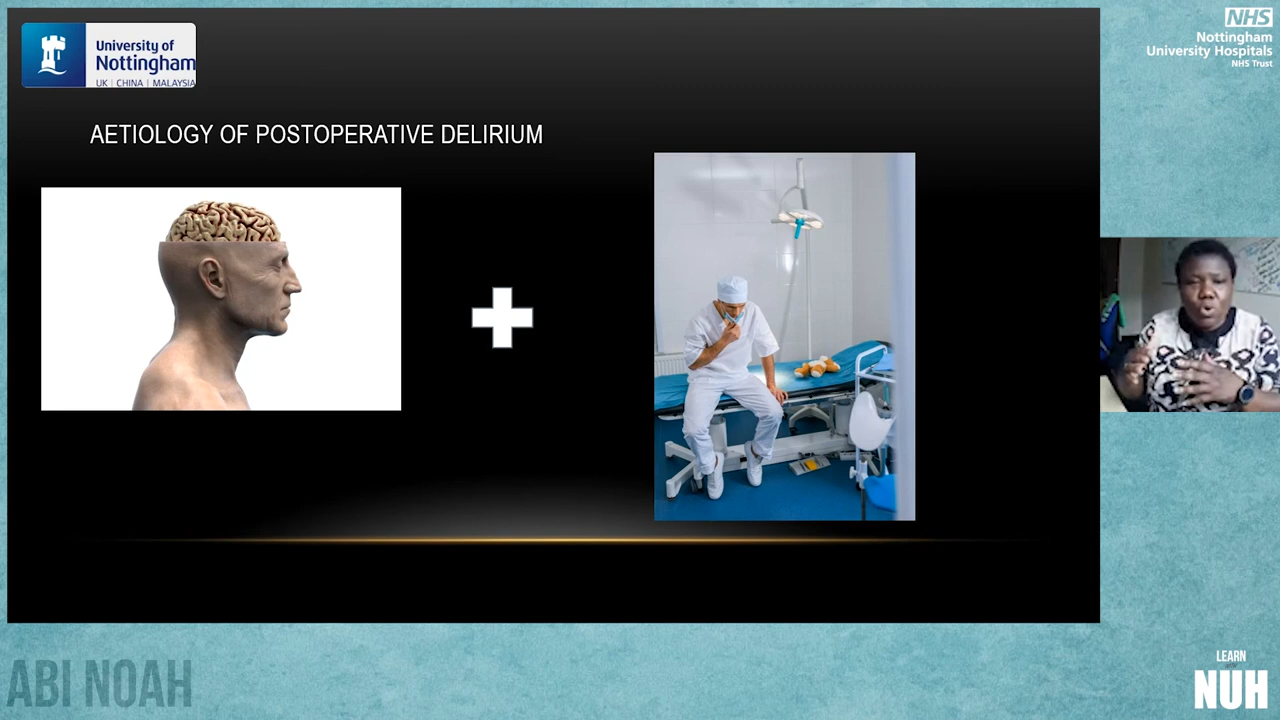 University of
Nottingham
UK | CHINA | MALAYSIA
AETIOLOGY OF POSTOPERATIVE DELIRIUM
NHS
Nottingham
University Hospitals
NHS Trust
ABI NOAH
LEARN
NUH